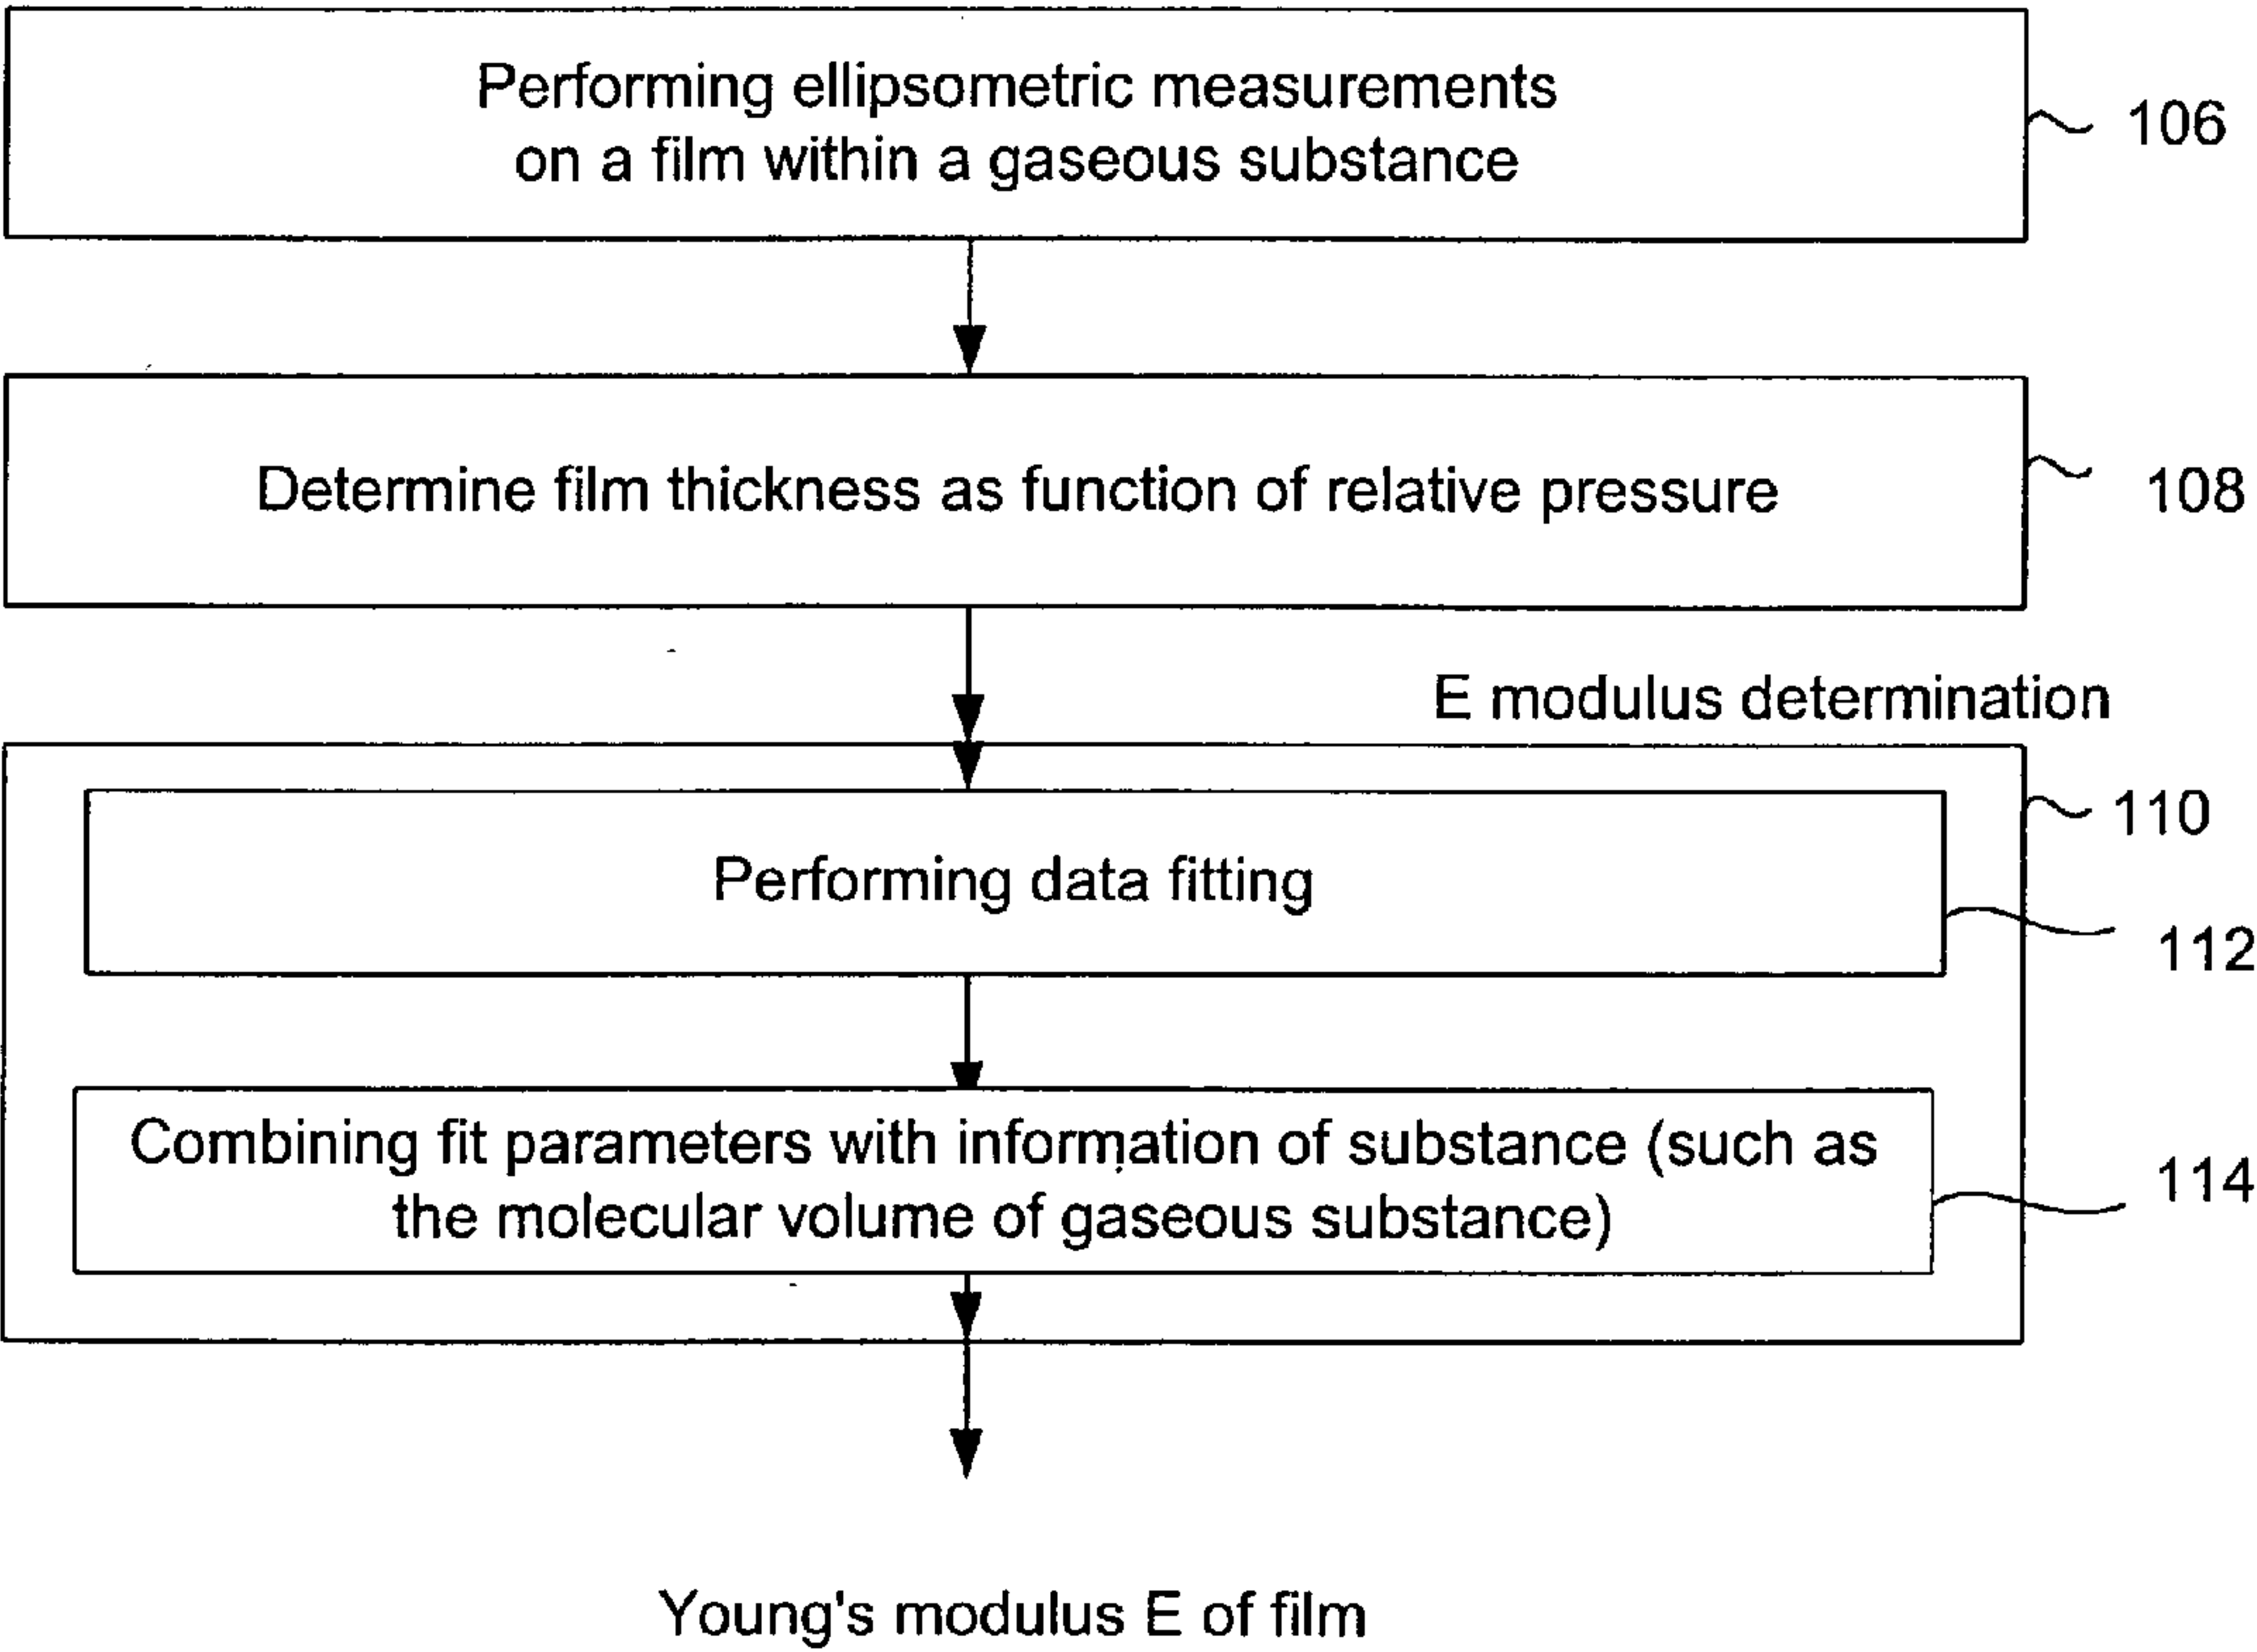 Performing ellipsometric measurements
on a film within a gaseous substance
106
Determine film thickness as function of relative pressure
108
E modulus determination
110
Performing data fitting
112
Combining fit parameters with information of substance (such as
the molecular volume of gaseous substance)
114
Young's modulus E of film